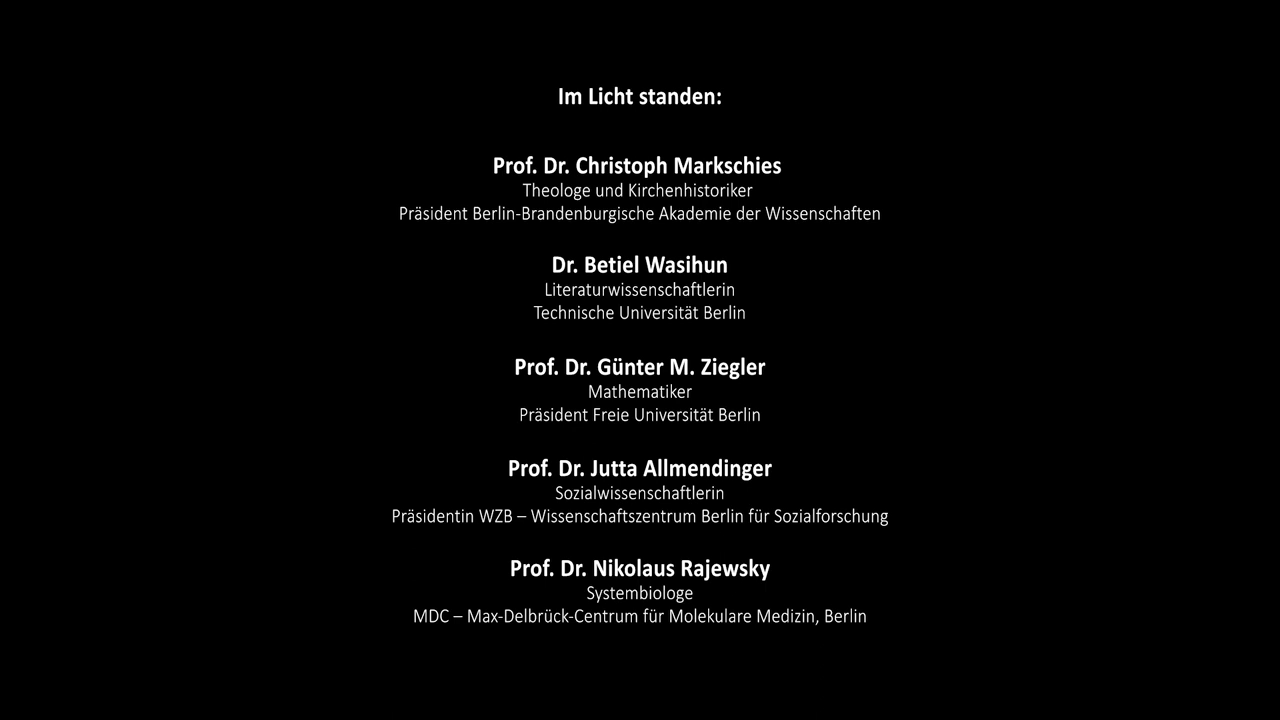 Im Licht standen:
Prof. Dr. Christoph Markschies
Theologe und Kirchenhistoriker
Präsident Berlin-Brandenburgische Akademie der Wissenschaften
Dr. Betiel Wasihun
Literaturwissenschaftlerin
Technische Universität Berlin
Prof. Dr. Günter M. Ziegler
Mathematiker
Präsident Freie Universität Berlin
Prof. Dr. Jutta Allmendinger
Sozialwissenschaftlerin
Präsidentin WZB – Wissenschaftszentrum Berlin für Sozialforschung
Prof. Dr. Nikolaus Rajewsky
Systembiologe
MDC – Max-Delbrück-Centrum für Molekulare Medizin, Berlin